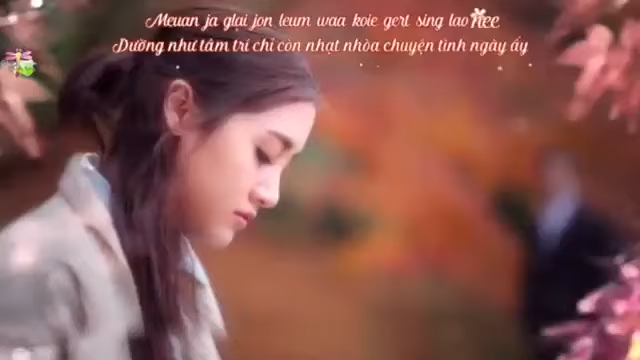 Meuan ja glai jon leum waa koie gert sing lao nee
Dường như tâm trí chỉ còn nhạt nhòa chuyện tình ngày ấy